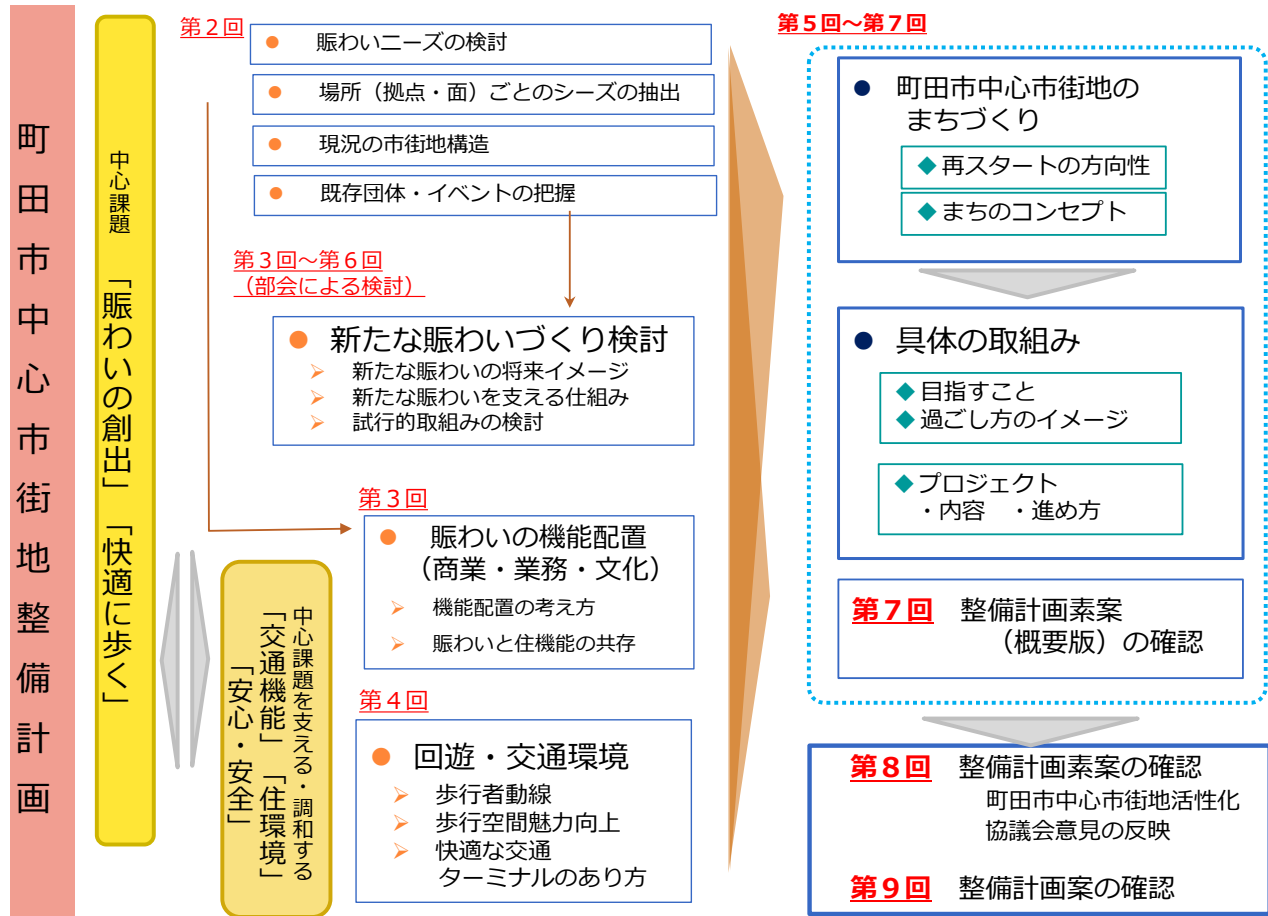 町田市中心市街地整備計画
中心課題 「賑わいの創出」 「快適に歩く」
中心課題を支える・調和する
「交通機能」 「住環境」
「安心・安全」
第2回
● 賑わいニーズの検討
● 場所（拠点・面）ごとのシーズの抽出
● 現況の市街地構造
● 既存団体・イベントの把握
第3回～第6回
（部会による検討）
● 新たな賑わいづくり検討
➢ 新たな賑わいの将来イメージ
➢ 新たな賑わいを支える仕組み
➢ 試行的取組みの検討
第3回
● 賑わいの機能配置
（商業・業務・文化）
➢ 機能配置の考え方
➢ 賑わいと住機能の共存
第4回
● 回遊・交通環境
➢ 歩行者動線
➢ 歩行空間魅力向上
➢ 快適な交通
ターミナルのあり方
第5回～第7回
● 町田市中心市街地の
まちづくり
◆ 再スタートの方向性
◆ まちのコンセプト
● 具体の取組み
◆ 目指すこと
◆ 過ごし方のイメージ
◆ プロジェクト
・内容 ・進め方
第7回 整備計画素案
（概要版）の確認
第8回 整備計画素案の確認
町田市中心市街地活性化
協議会意見の反映
第9回 整備計画案の確認